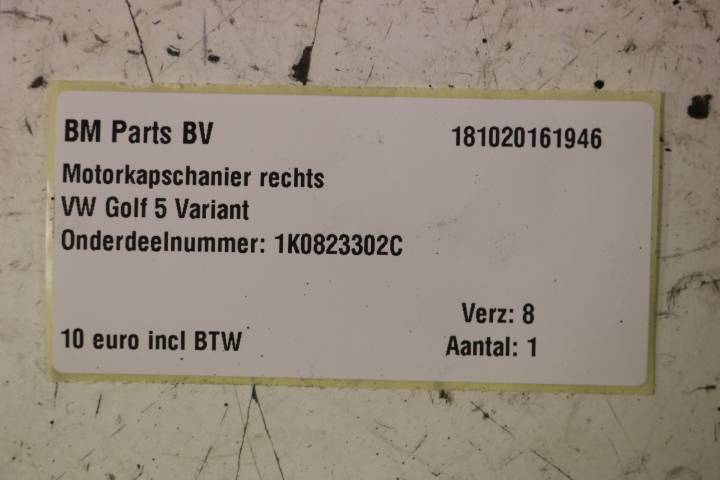 BM Parts BV 181020161946
Motorkapschanier rechts
VW Golf 5 Variant
Onderdeelnummer: 1K0823302C
Verz: 8
10 euro incl BTW Aantal: 1